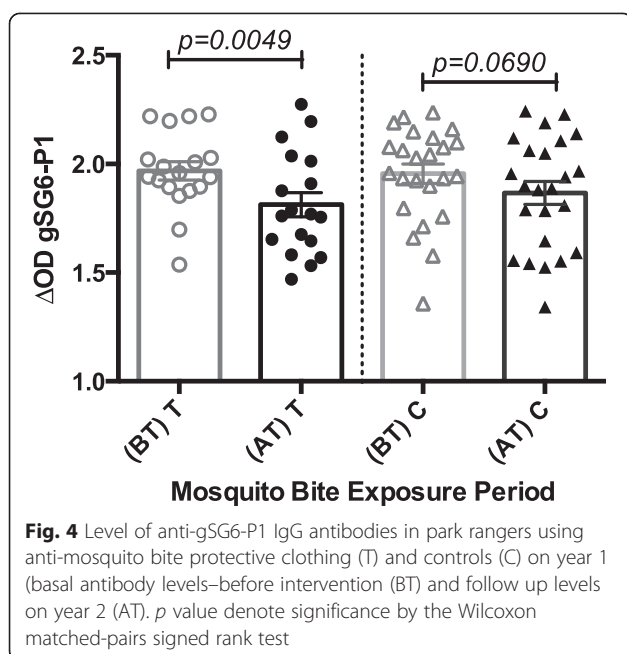 p=0.0049
p=0.0690
2.5
2.0
1.5
1.0
ΔOD gSG6-P1
(BT) T
(AT) T
(BT) C
(AT) C
Mosquito Bite Exposure Period
Fig. 4 Level of anti-gSG6-P1 IgG antibodies in park rangers using
anti-mosquito bite protective clothing (T) and controls (C) on year 1
(basal antibody levels–before intervention (BT) and follow up levels
on year 2 (AT). p value denote significance by the Wilcoxon
matched-pairs signed rank test